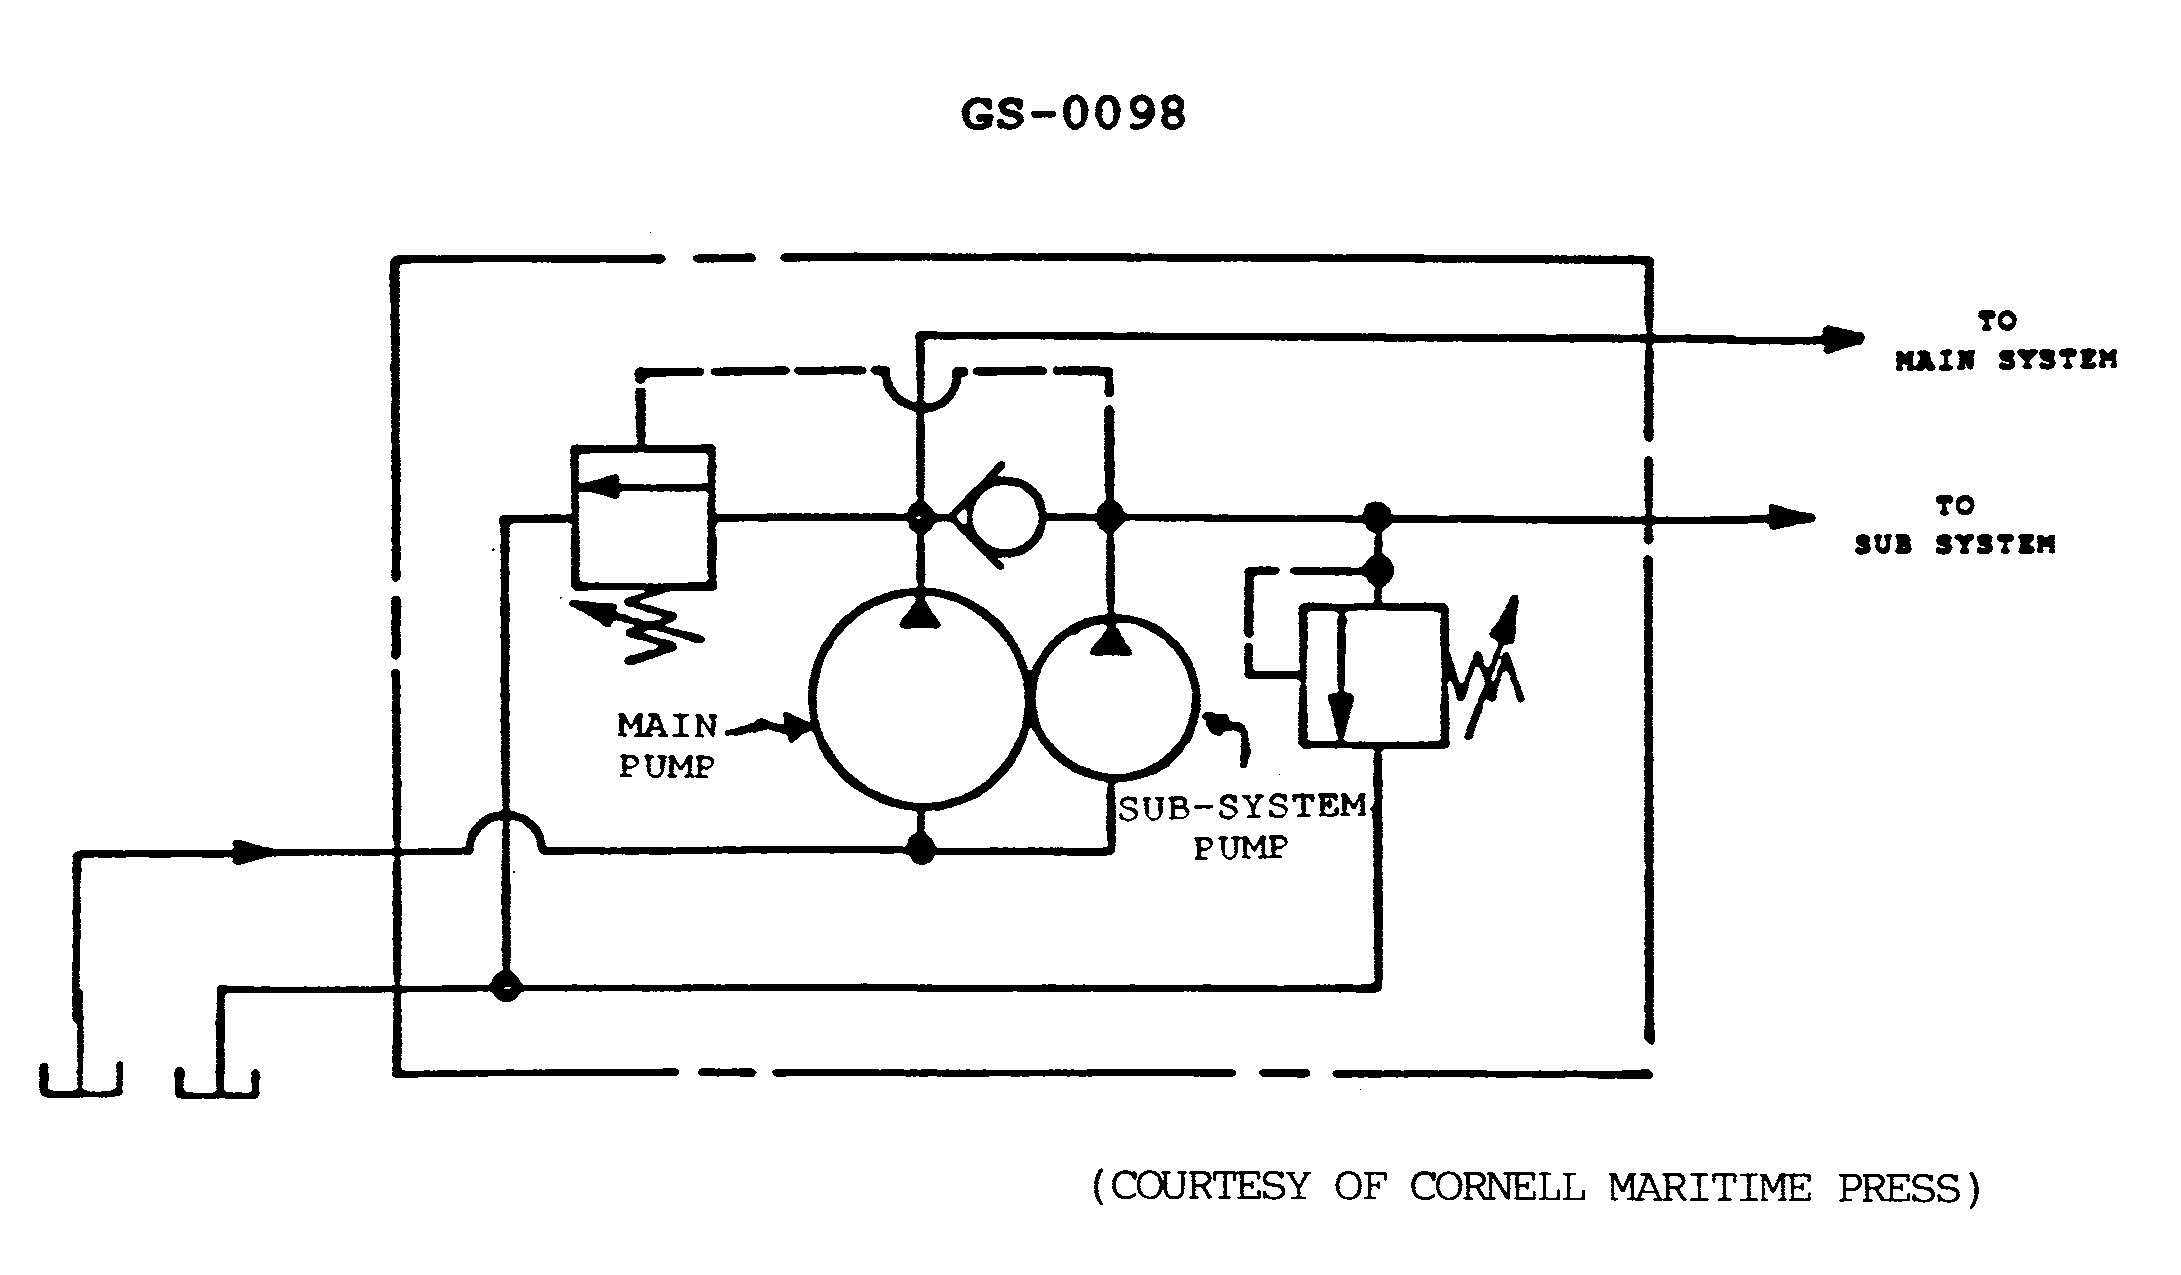 GS-0098
TO
MAIN SYSTEM
TO
SUB SYSTEM
MAIN
PUMP
SUB-SYSTEM
PUMP
(COURTESY OF CORNELL MARITIME PRESS)